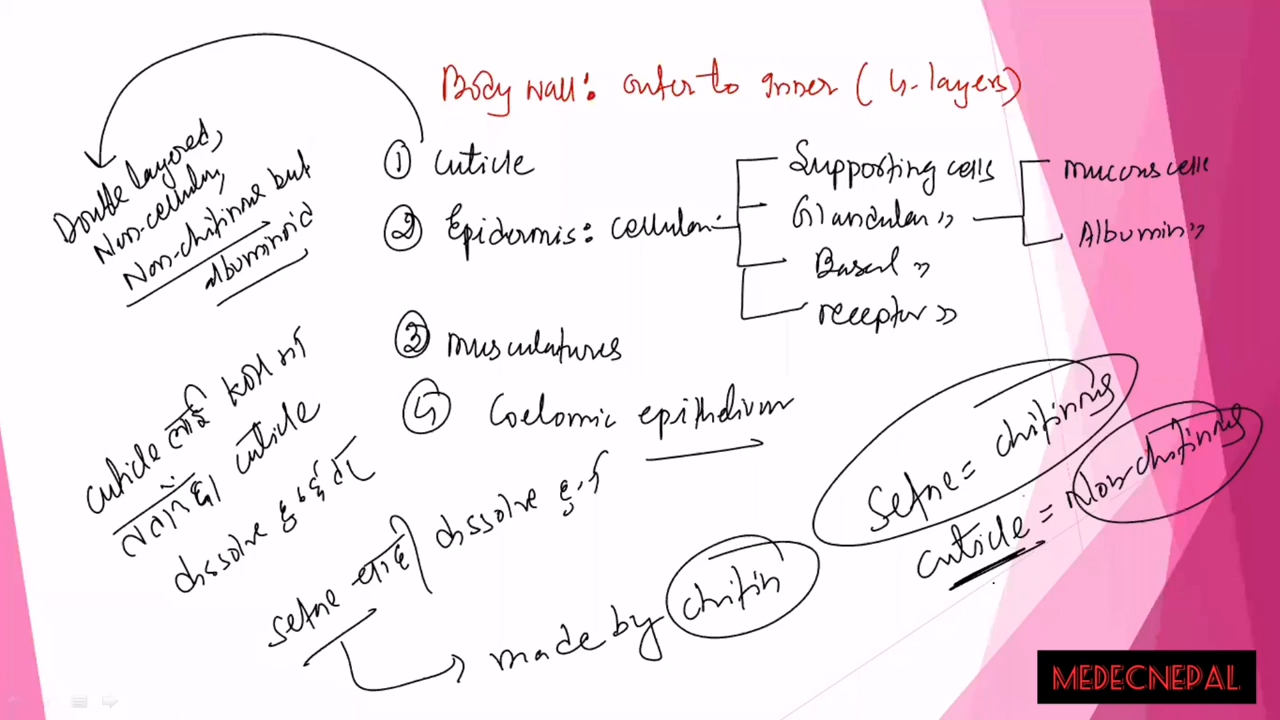 Body wall: outer to inner (4-layers)
① cuticle
② Epidermis: cellular:
Supporting cells
Glandular "
Basal "
receptor "
mucous cell
Albumin "
③ musculatures
④ Coelomic epithelium
Double layered,
Non-cellular,
Non-chitinous but
albuminoid
cuticle लाई
cuticle
dissolve
setae लाई dissolve
made by chitin
setae = chitinous
cuticle = Non chitinous
MEDECNEPAL